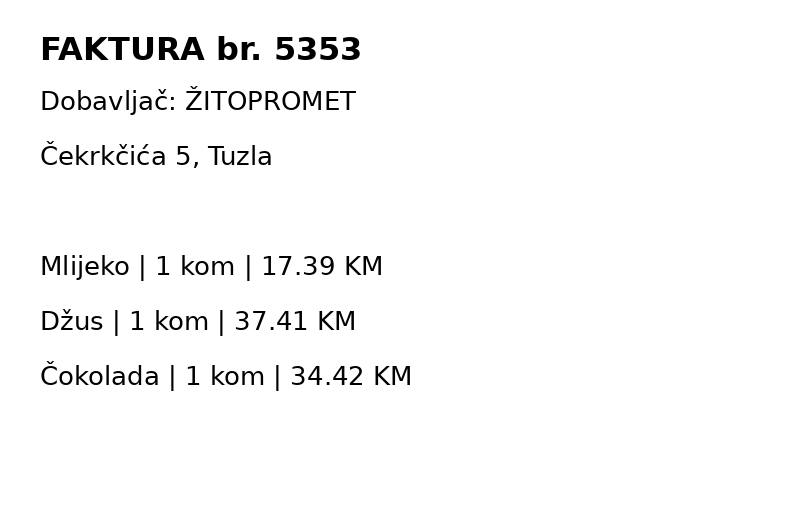 FAKTURA br. 5353
Dobavljač: ŽITOPROMET
Čekrkčića 5, Tuzla
Mlijeko | 1 kom | 17.39 KM
Džus | 1 kom | 37.41 KM
Čokolada | 1 kom | 34.42 KM